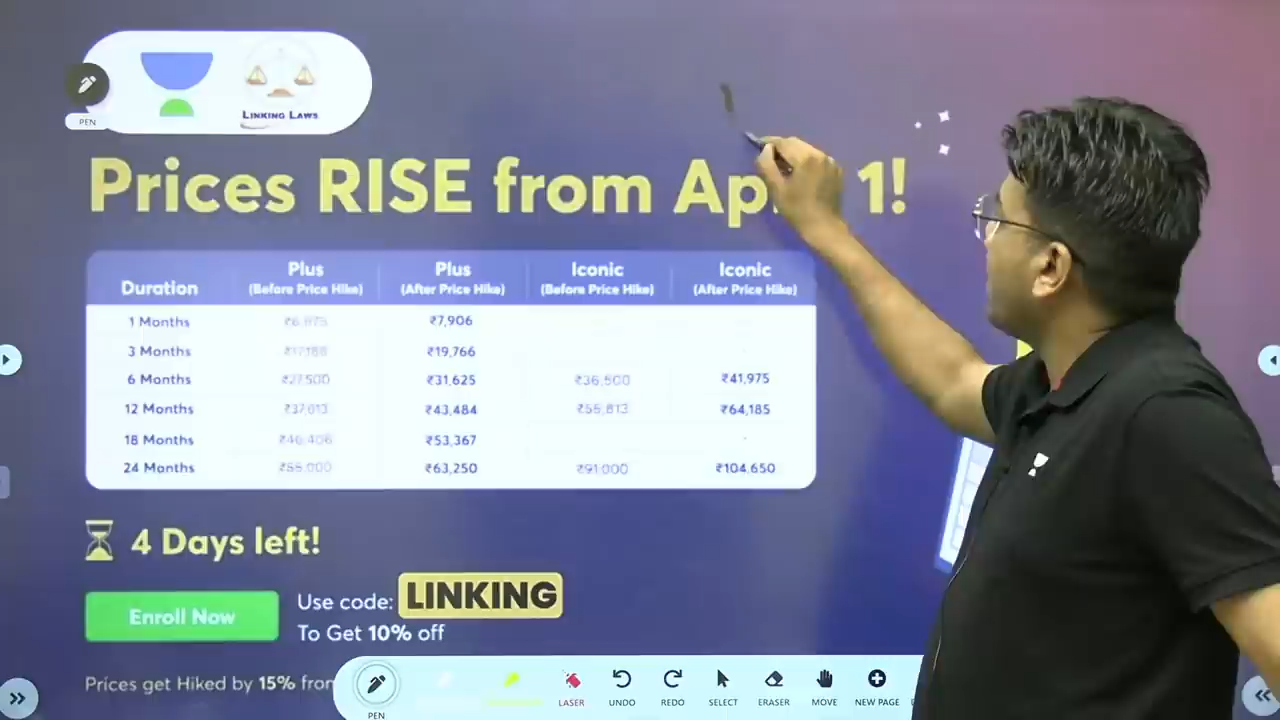 PEN
LINKING LAWS
Prices RISE from Ap 1!
Duration Plus (Before Price Hike) Plus (After Price Hike) Iconic (Before Price Hike) Iconic (After Price Hike)
1 Months ₹6,875 ₹7,906
3 Months ₹17,188 ₹19,766
6 Months ₹27,500 ₹31,625 ₹36,500 ₹41,975
12 Months ₹37,813 ₹43,484 ₹55,813 ₹64,185
18 Months ₹46,406 ₹53,367
24 Months ₹55,000 ₹63,250 ₹91,000 ₹104,650
4 Days left!
Enroll Now
Use code: LINKING
To Get 10% off
Prices get Hiked by 15% from
PEN LASER UNDO REDO SELECT ERASER MOVE NEW PAGE